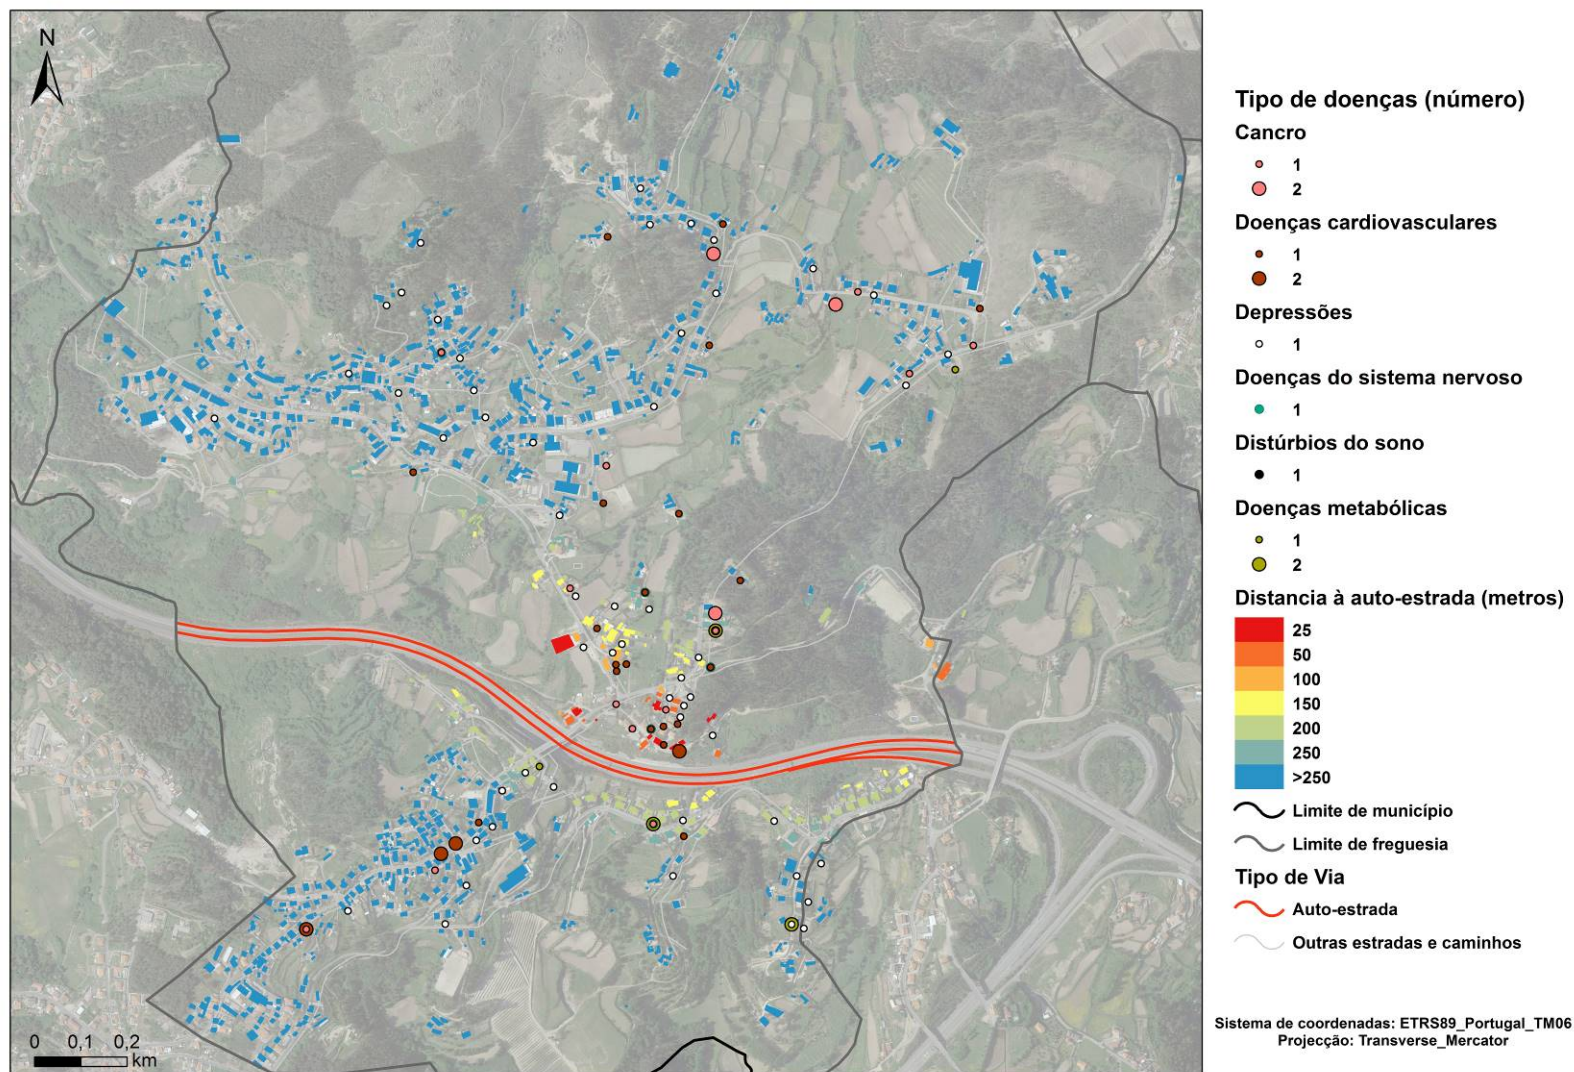 N
Tipo de doenças (número)
Cancro
1
2
Doenças cardiovasculares
1
2
Depressões
1
Doenças do sistema nervoso
1
Distúrbios do sono
1
Doenças metabólicas
1
2
Distancia à auto-estrada (metros)
25
50
100
150
200
250
>250
Limite de município
Limite de freguesia
Tipo de Via
Auto-estrada
Outras estradas e caminhos
0 0,1 0,2
km
Sistema de coordenadas: ETRS89_Portugal_TM06
Projecção: Transverse_Mercator